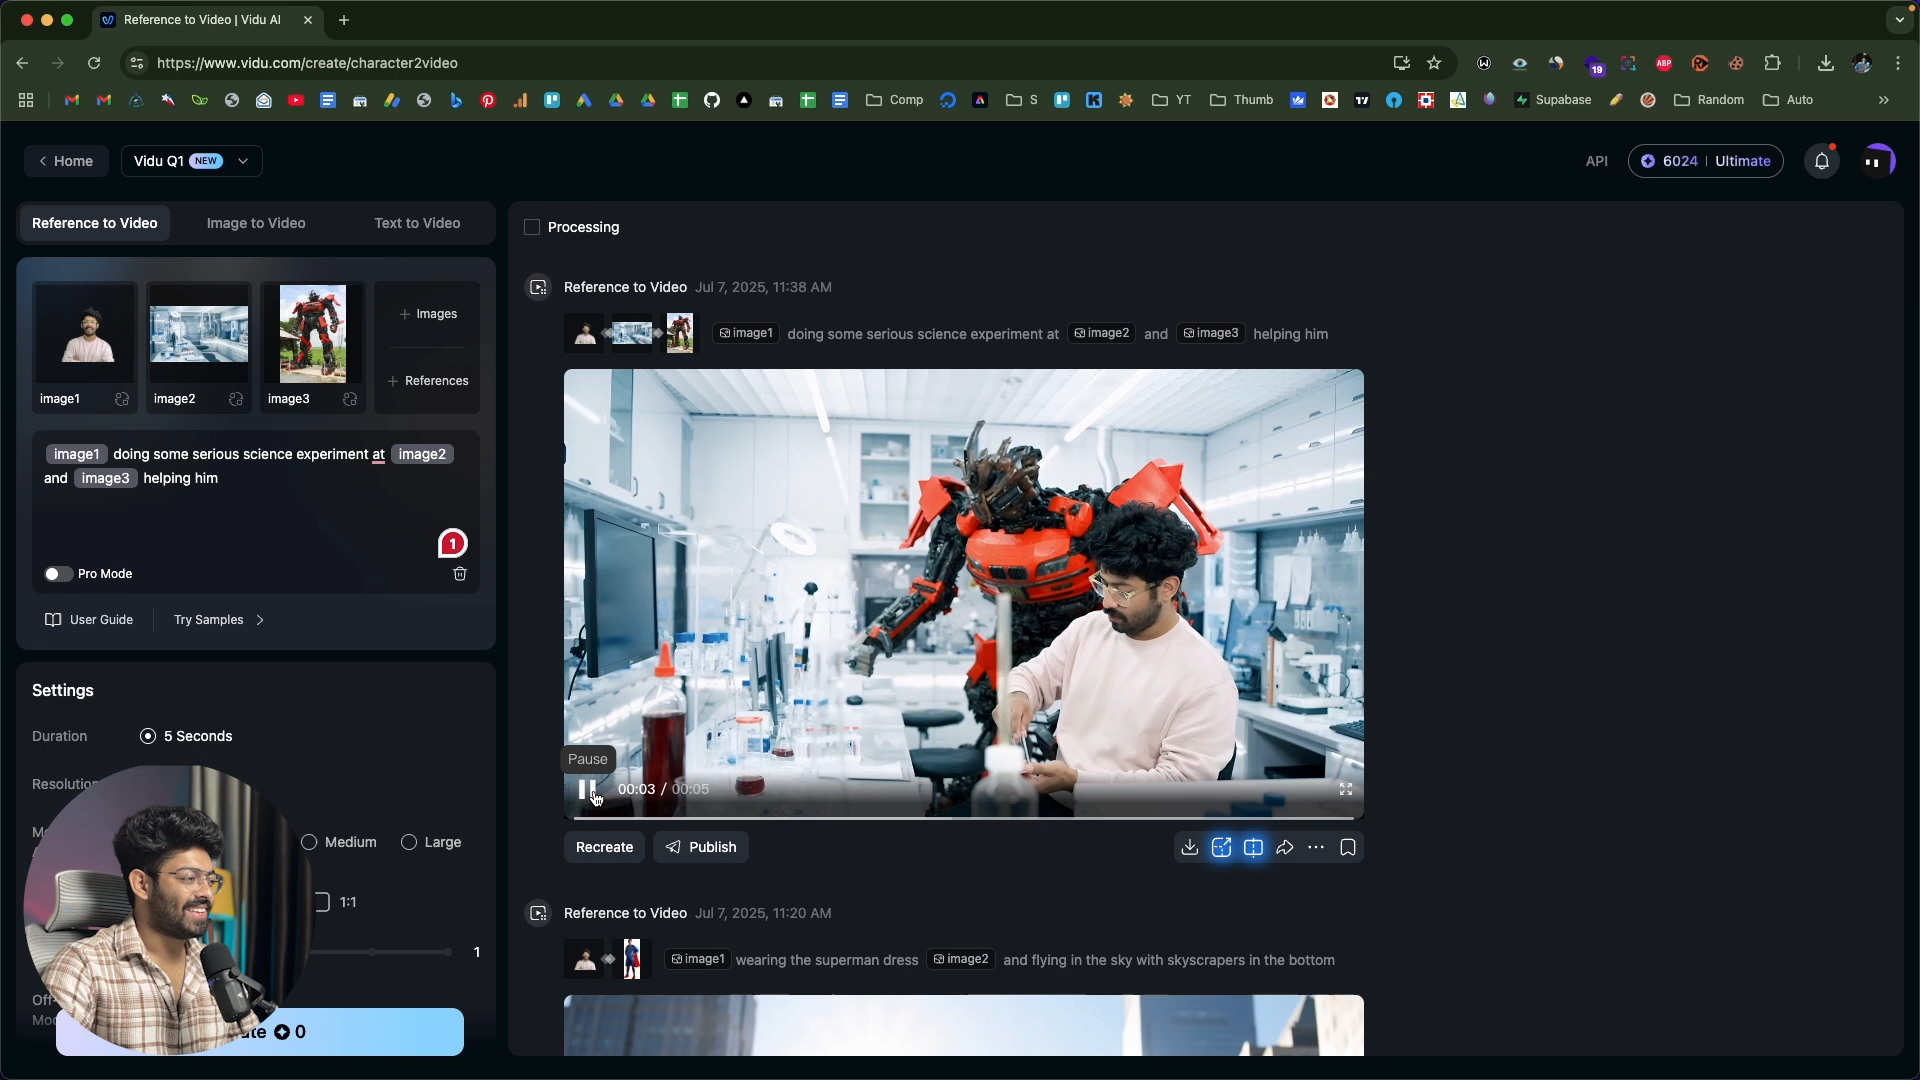 Reference to Video | Vidu AI
https://www.vidu.com/create/character2video
19
ABP
Comp
S
YT
Thumb
Supabase
Random
Auto
Home
Vidu Q1 NEW
API
6024 | Ultimate
Reference to Video
Image to Video
Text to Video
image1
image2
image3
+ Images
+ References
image1 doing some serious science experiment at image2
and image3 helping him
1
Pro Mode
User Guide
Try Samples
Settings
Duration
5 Seconds
Resolution
Medium
Large
1:1
1
Off-
0
Processing
Reference to Video Jul 7, 2025, 11:38 AM
image1 doing some serious science experiment at image2 and image3 helping him
Pause
00:03 / 00:05
Recreate
Publish
Reference to Video Jul 7, 2025, 11:20 AM
image1 wearing the superman dress image2 and flying in the sky with skyscrapers in the bottom